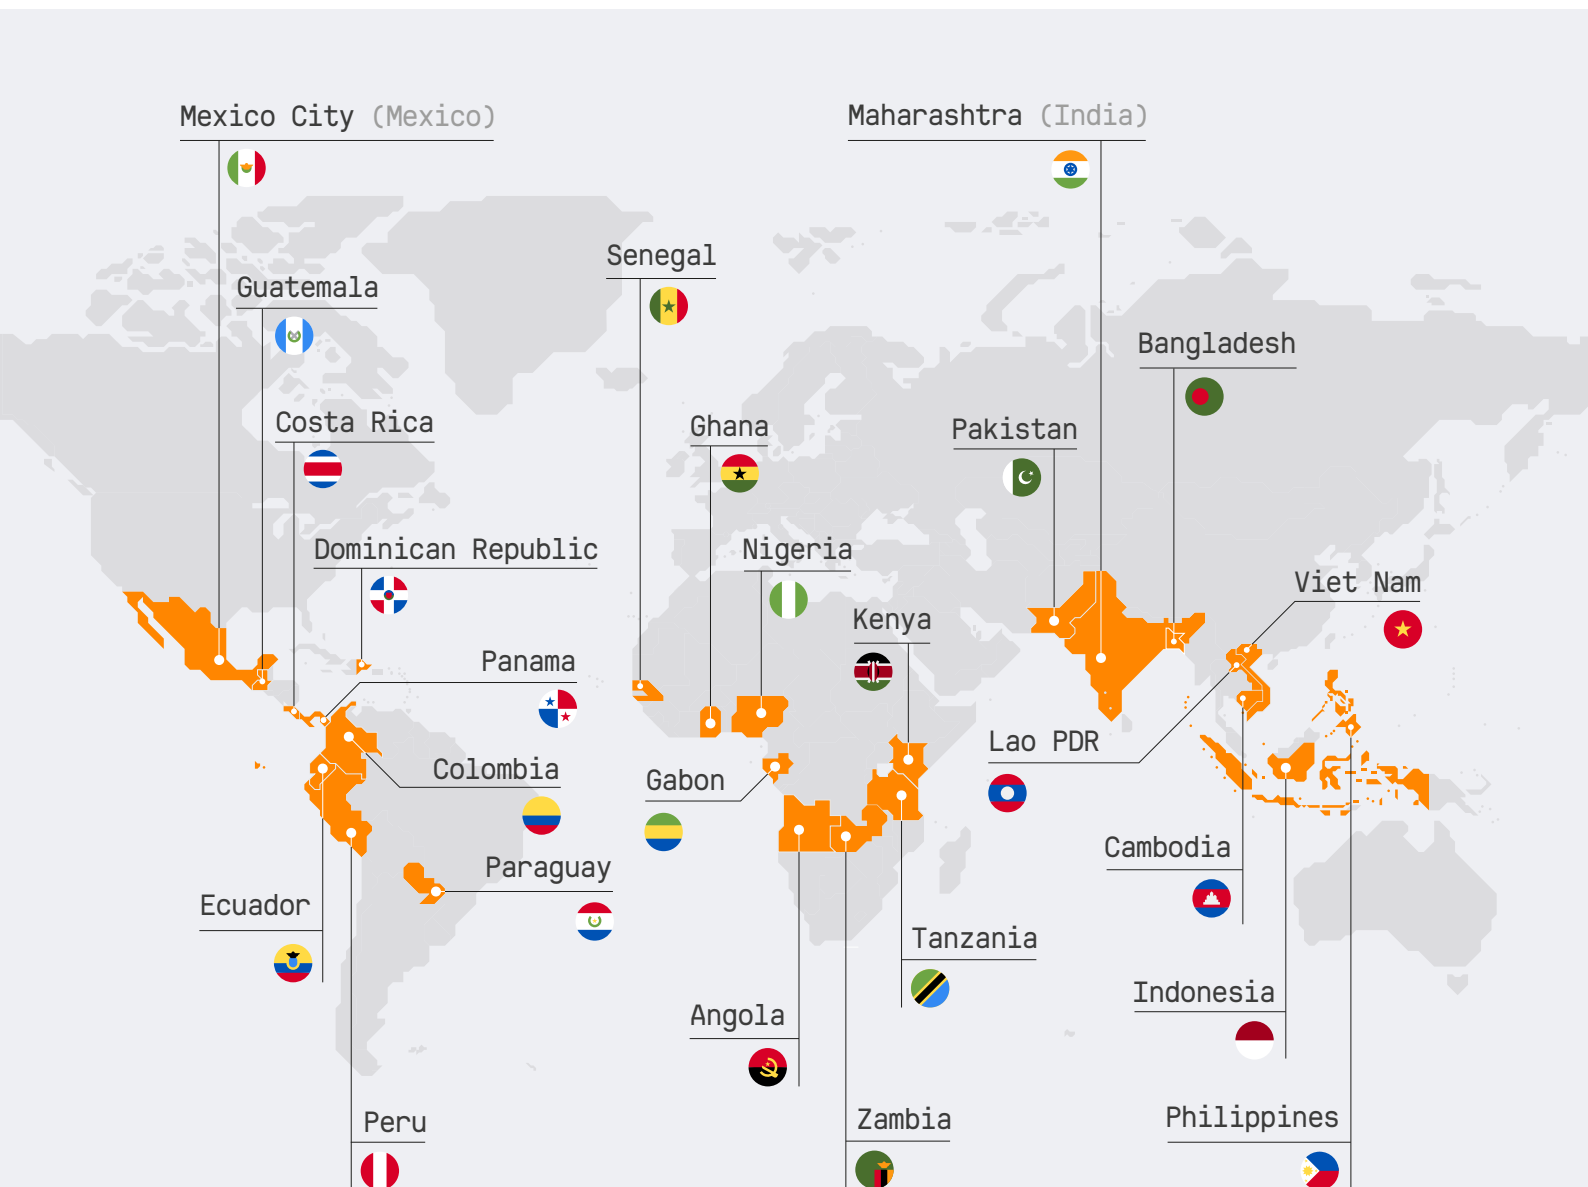 Mexico City (Mexico)
Maharashtra (India)
Senegal
Guatemala
Bangladesh
Costa Rica
Ghana
Pakistan
Dominican Republic
Nigeria
Viet Nam
Kenya
Panama
Lao PDR
Colombia
Gabon
Cambodia
Paraguay
Ecuador
Tanzania
Indonesia
Angola
Peru
Zambia
Philippines